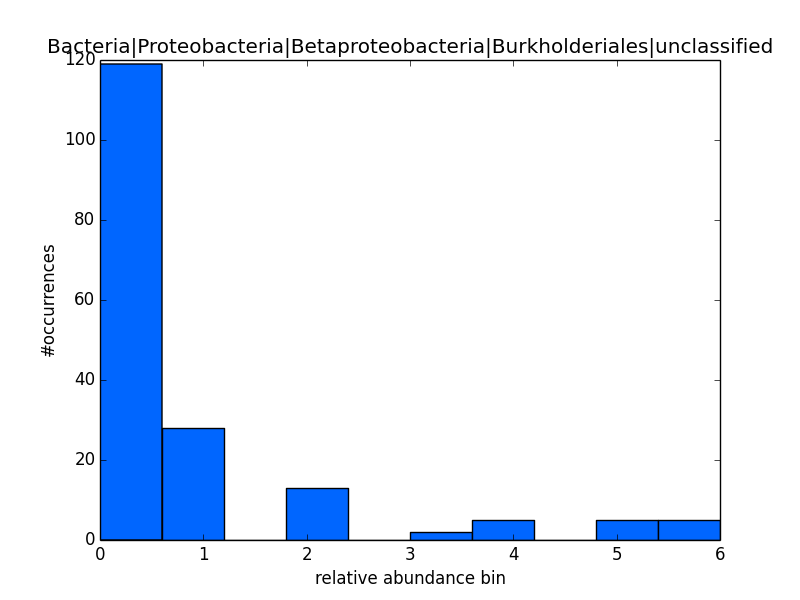 Bacteria|Proteobacteria|Betaproteobacteria|Burkholderiales|unclassified
120
100
80
60
40
20
0
#occurrences
0 1 2 3 4 5 6
relative abundance bin